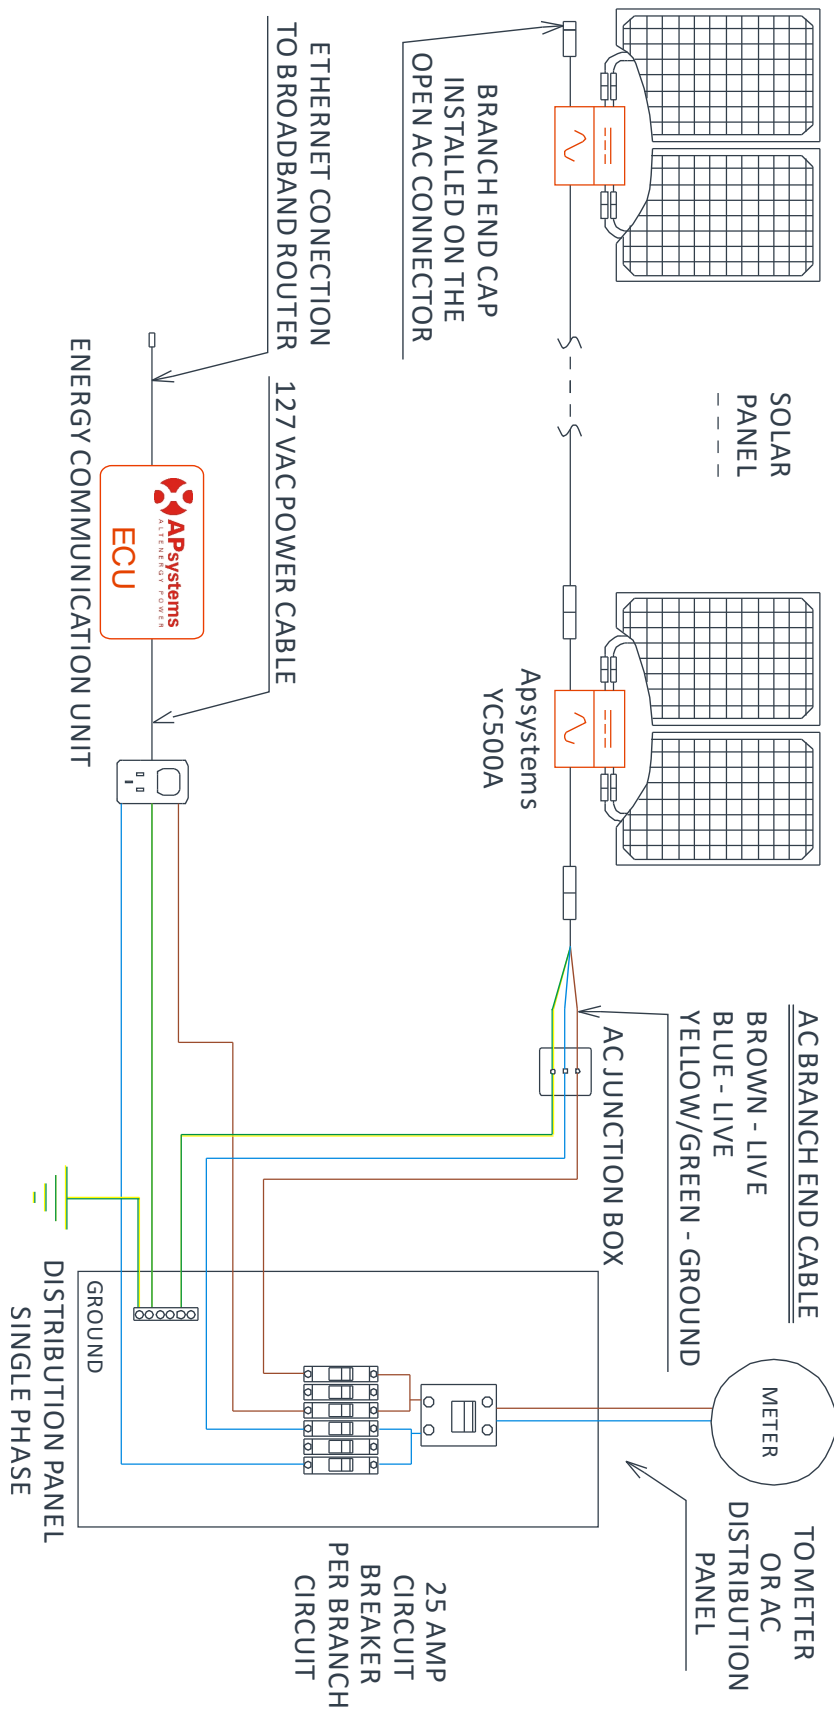 SOLAR
PANEL
AC BRANCH END CABLE
BROWN - LIVE
BLUE - LIVE
YELLOW/GREEN - GROUND
METER
TO METER
OR AC
DISTRIBUTION
PANEL
BRANCH END CAP
INSTALLED ON THE
OPEN AC CONNECTOR
Apsystems
YC500A
AC JUNCTION BOX
25 AMP
CIRCUIT
BREAKER
PER BRANCH
CIRCUIT
ETHERNET CONECTION
TO BROADBAND ROUTER
127 VAC POWER CABLE
APsystems
ALTENERGY POWER
ECU
ENERGY COMMUNICATION UNIT
GROUND
DISTRIBUTION PANEL
SINGLE PHASE